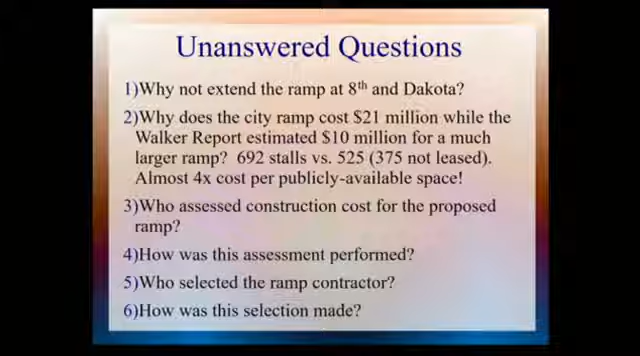 Unanswered Questions
1)Why not extend the ramp at 8th and Dakota?
2)Why does the city ramp cost $21 million while the
Walker Report estimated $10 million for a much
larger ramp? 692 stalls vs. 525 (375 not leased).
Almost 4x cost per publicly-available space!
3)Who assessed construction cost for the proposed
ramp?
4)How was this assessment performed?
5)Who selected the ramp contractor?
6)How was this selection made?